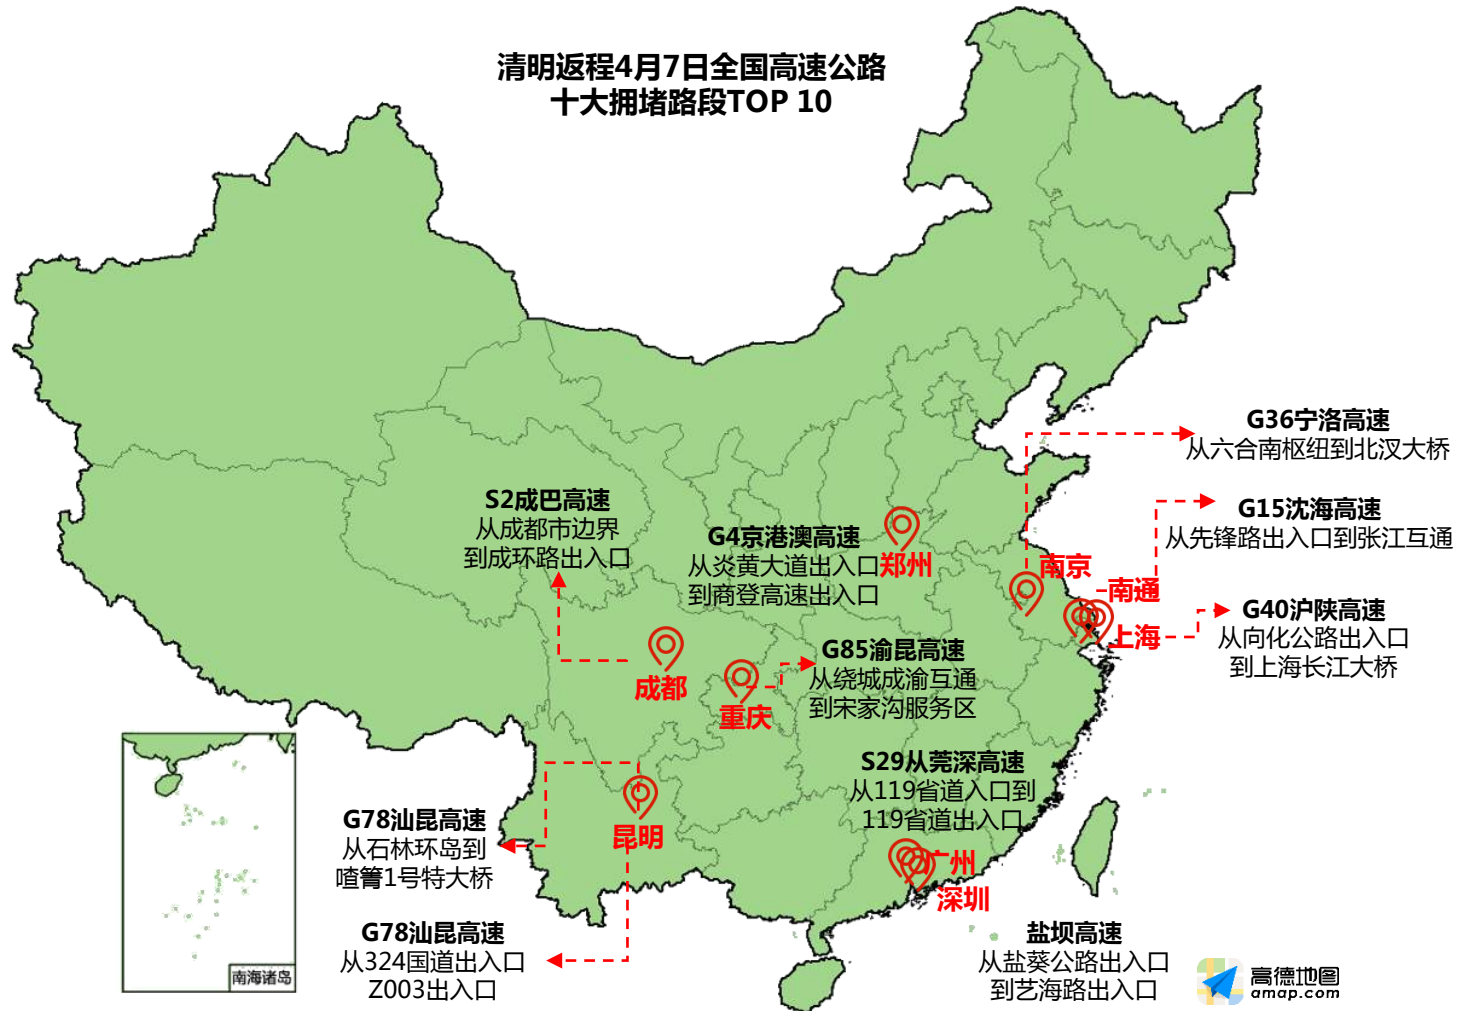 清明返程4月7日全国高速公路
十大拥堵路段TOP 10
G36宁洛高速
从六合南枢纽到北汊大桥
S2成巴高速
从成都市边界
到成环路出入口
G4京港澳高速
从炎黄大道出入口
到商登高速出入口
郑州
G15沈海高速
从先锋路出入口到张江互通
南京
南通
上海
G40沪陕高速
从向化公路出入口
到上海长江大桥
成都
重庆
G85渝昆高速
从绕城成渝互通
到宋家沟服务区
S29从莞深高速
从119省道入口到
119省道出入口
G78汕昆高速
从石林环岛到
喳箐1号特大桥
昆明
广州
深圳
G78汕昆高速
从324国道出入口
Z003出入口
盐坝高速
从盐葵公路出入口
到艺海路出入口
南海诸岛
高德地图
amap.com